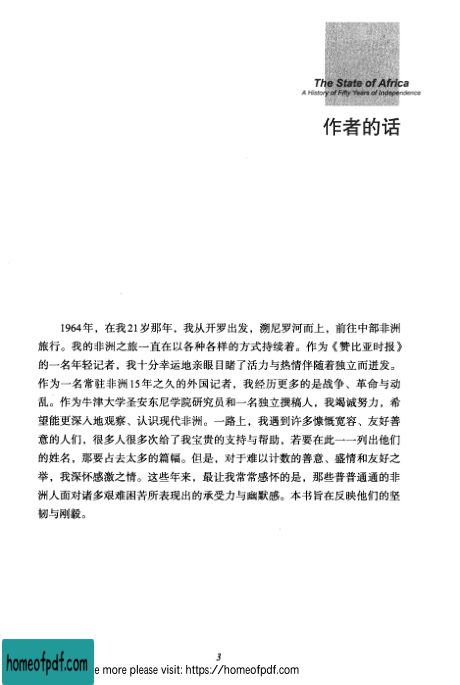 The State of Africa
A History of Fifty Years of Independence
作者的话
1964年，在我21岁那年，我从开罗出发，溯尼罗河而上，前往中部非洲
旅行。我的非洲之旅一直在以各种各样的方式持续着。作为《赞比亚时报》
的一名年轻记者，我十分幸运地亲眼目睹了活力与热情伴随着独立而迸发。
作为一名常驻非洲15年之久的外国记者，我经历更多的是战争、革命与动
乱。作为牛津大学圣安东尼学院研究员和一名独立撰稿人，我竭诚努力，希
望能更深入地观察、认识现代非洲。一路上，我遇到许多慷慨宽容、友好善
意的人们，很多人很多次给了我宝贵的支持与帮助，若要在此一一列出他们
的姓名，那要占去太多的篇幅。但是，对于难以计数的善意、盛情和友好之
举，我深怀感激之情。这些年来，最让我常常感怀的是，那些普普通通的非
洲人面对诸多艰难困苦所表现出的承受力与幽默感。本书旨在反映他们的坚
韧与刚毅。
3
homeofpdf.com
e more please visit: https://homeofpdf.com